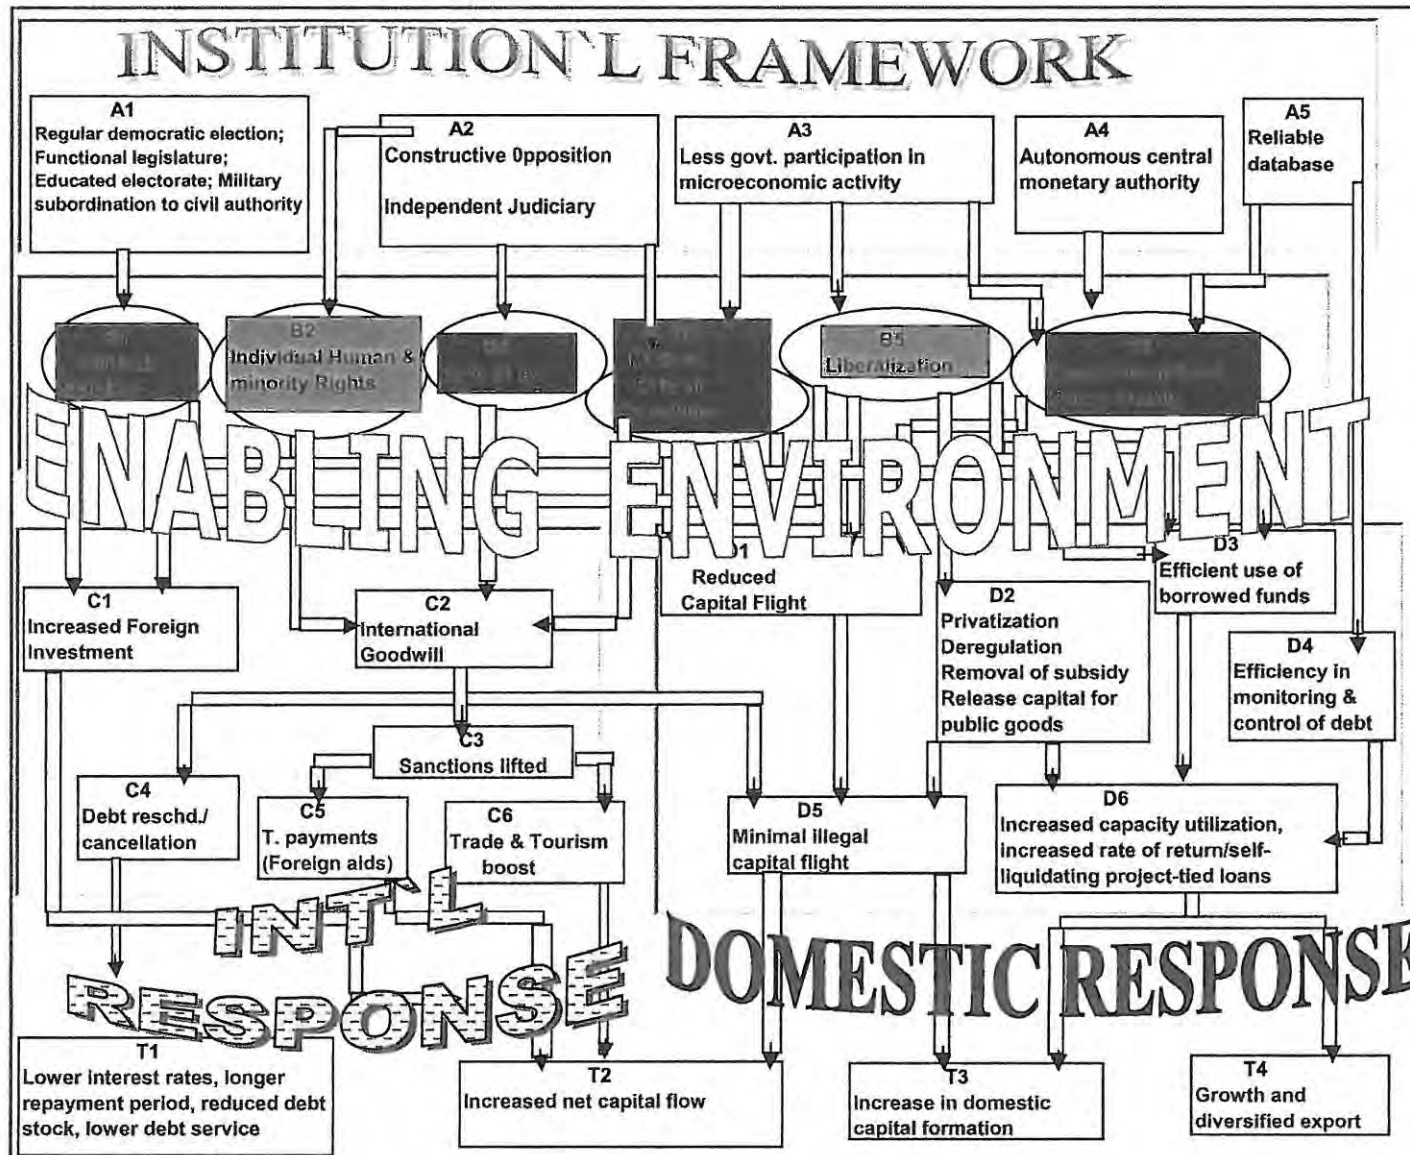 INSTITUTION`L FRAMEWORK
A1
Regular democratic election;
Functional legislature;
Educated electorate; Military
subordination to civil authority
A2
Constructive 0pposition
Independent Judiciary
A3
Less govt. participation in
microeconomic activity
A4
Autonomous central
monetary authority
A5
Reliable
database
B2
Individual Human &
minority Rights
B5
Liberalization
ENABLING ENVIRONMENT
C1
Increased Foreign
Investment
C2
International
Goodwill
D1
Reduced
Capital Flight
D2
Privatization
Deregulation
Removal of subsidy
Release capital for
public goods
D3
Efficient use of
borrowed funds
D4
Efficiency in
monitoring &
control of debt
C3
Sanctions lifted
C4
Debt reschd./
cancellation
C5
T. payments
(Foreign aids)
C6
Trade & Tourism
boost
D5
Minimal illegal
capital flight
D6
Increased capacity utilization,
increased rate of return/self-
liquidating project-tied loans
INT`L
RESPONSE
DOMESTIC RESPONSE
T1
Lower interest rates, longer
repayment period, reduced debt
stock, lower debt service
T2
Increased net capital flow
T3
Increase in domestic
capital formation
T4
Growth and
diversified export